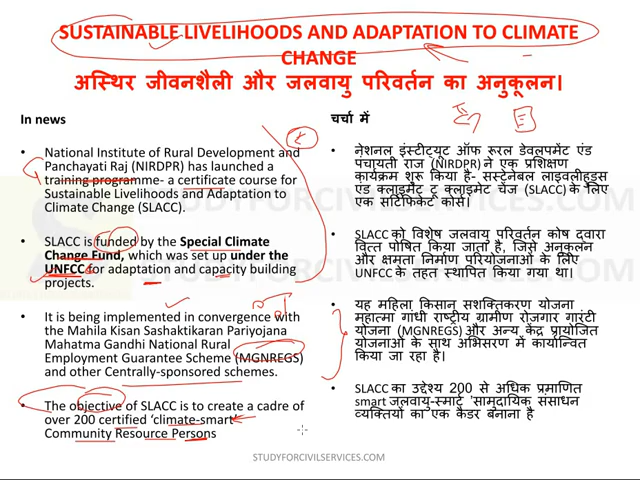 SUSTAINABLE LIVELIHOODS AND ADAPTATION TO CLIMATE
CHANGE
अस्थिर जीवनशैली और जलवायु परिवर्तन का अनुकूलन।
In news
• National Institute of Rural Development and
Panchayati Raj (NIRDPR) has launched a
training programme- a certificate course for
Sustainable Livelihoods and Adaptation to
Climate Change (SLACC).
• SLACC is funded by the Special Climate
Change Fund, which was set up under the
UNFCC for adaptation and capacity building
projects.
• It is being implemented in convergence with
the Mahila Kisan Sashaktikaran Pariyojana
Mahatma Gandhi National Rural
Employment Guarantee Scheme (MGNREGS)
and other Centrally-sponsored schemes.
• The objective of SLACC is to create a cadre of
over 200 certified 'climate-smart
Community Resource Persons
चर्चा में
• नेशनल इंस्टीट्यूट ऑफ रूरल डेवलपमेंट एंड
पंचायती राज (NIRDPR) ने एक प्रशिक्षण
कार्यक्रम शुरू किया है- सस्टेनेबल लाइवलीहुड्स
एंड क्लाइमेट टू क्लाइमेट चेंज (SLACC) के लिए
एक सर्टिफिकेट कोर्स।
• SLACC को विशेष जलवायु परिवर्तन कोष द्वारा
वित्त पोषित किया जाता है, जिसे अनुकूलन
और क्षमता निर्माण परियोजनाओं के लिए
UNFCC के तहत स्थापित किया गया था।
• यह महिला किसान सशक्तिकरण योजना
महात्मा गांधी राष्ट्रीय ग्रामीण रोजगार गारंटी
योजना (MGNREGS) और अन्य केंद्र प्रायोजित
योजनाओं के साथ अभिसरण में कार्यान्वित
किया जा रहा है।
• SLACC का उद्देश्य 200 से अधिक प्रमाणित
smart जलवायु-स्मार्ट 'सामुदायिक संसाधन
व्यक्तियों का एक कैडर बनाना है
STUDYFORCIVILSERVICES.COM